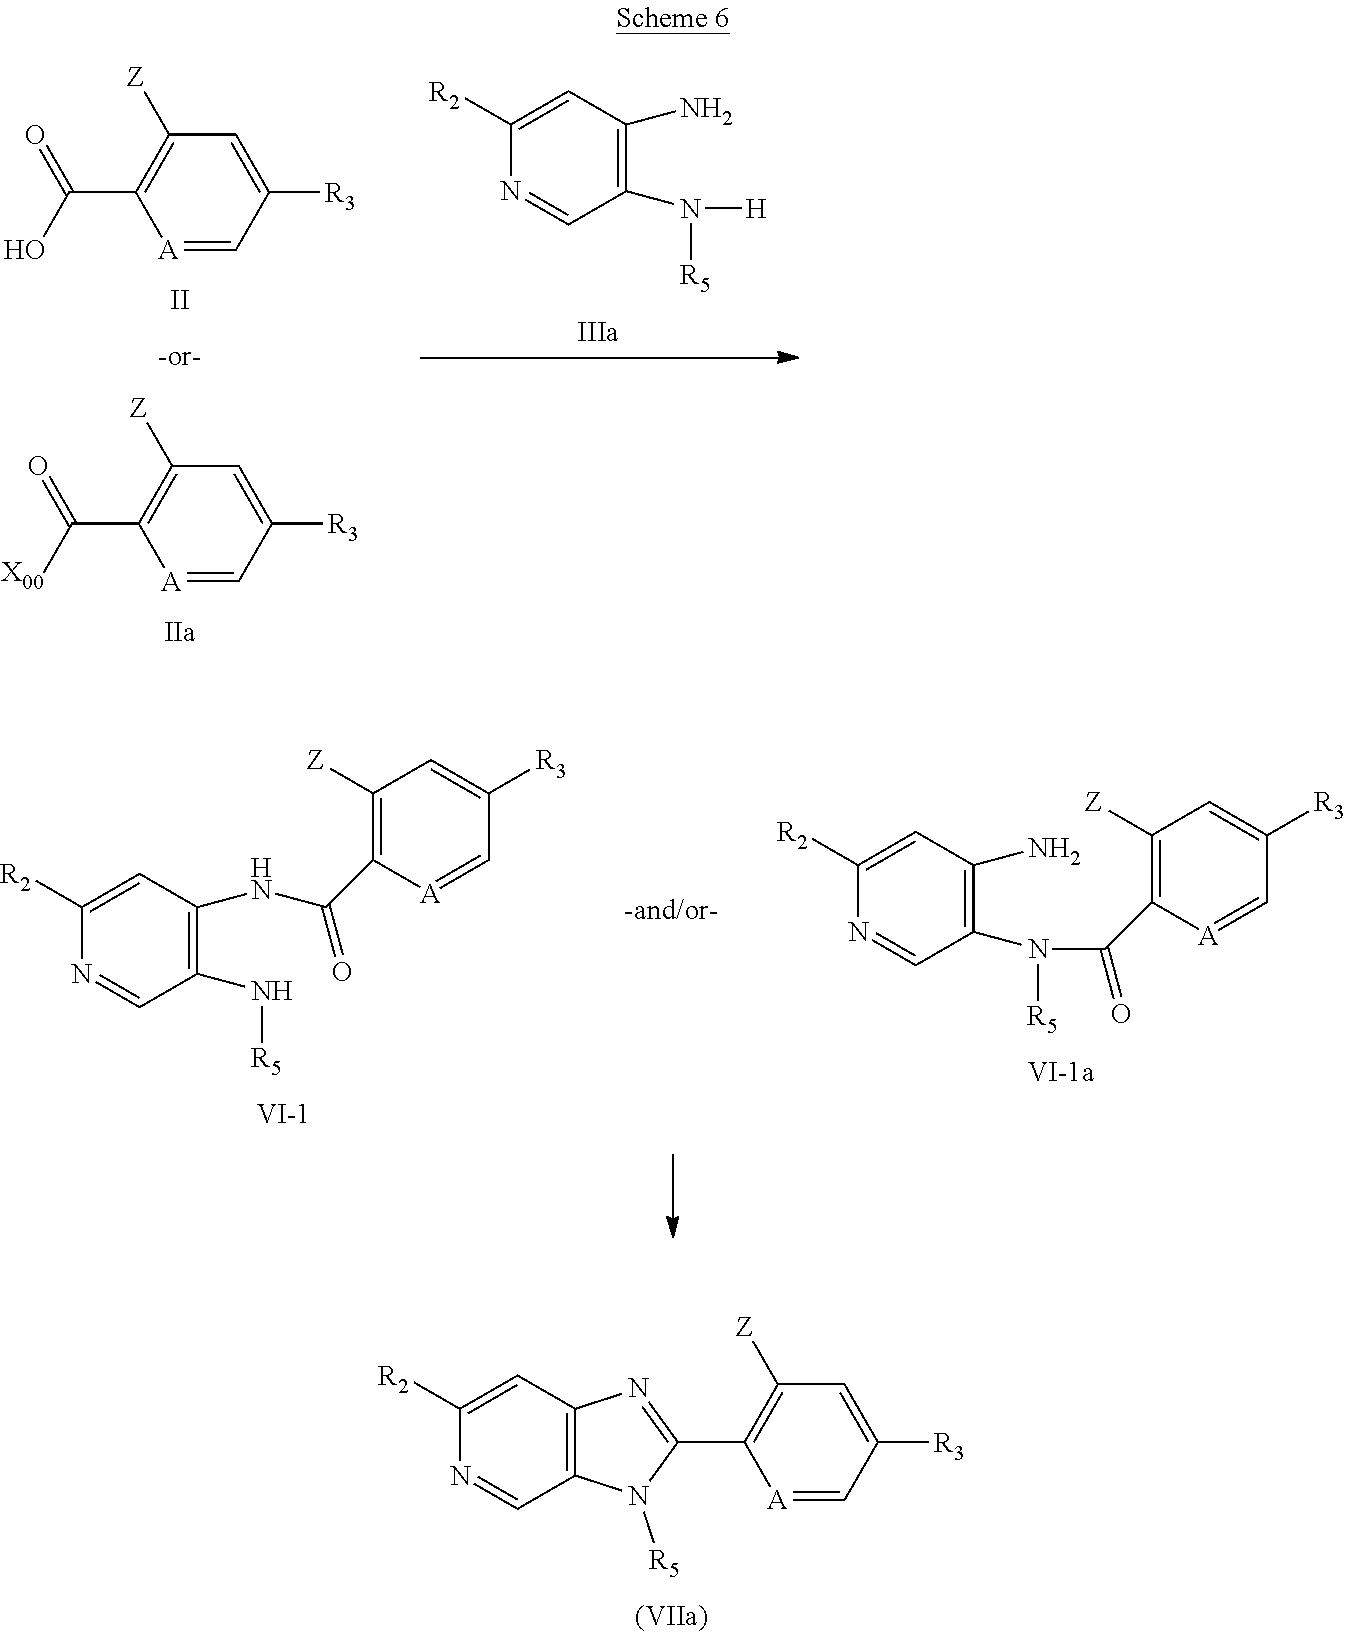 Scheme 6
Z
O
HO
A
R3
II
-or-
Z
O
X00
A
R3
IIa
R2
NH2
N
N
H
R5
IIIa
Z
R3
R2
H
N
A
O
N
NH
R5
VI-1
-and/or-
Z
R3
R2
NH2
N
N
A
R5
O
VI-1a
Z
R2
N
N
N
A
R3
R5
(VIIa)